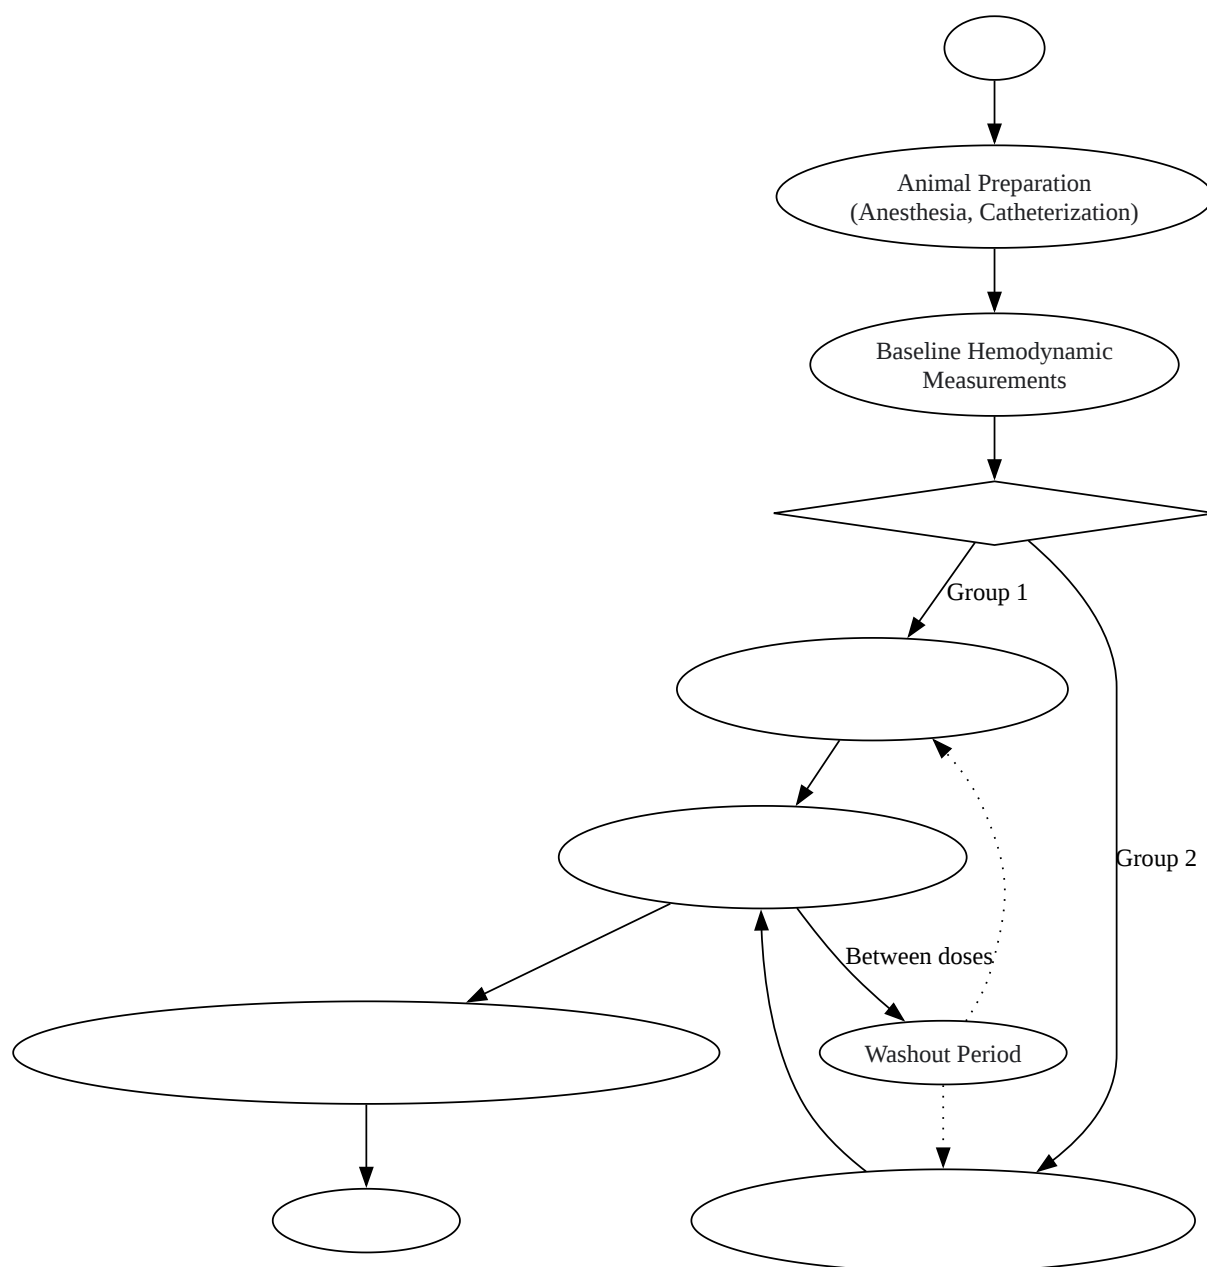 Animal Preparation
(Anesthesia, Catheterization)
Baseline Hemodynamic
Measurements
Group 1
Group 2
Between doses
Washout Period